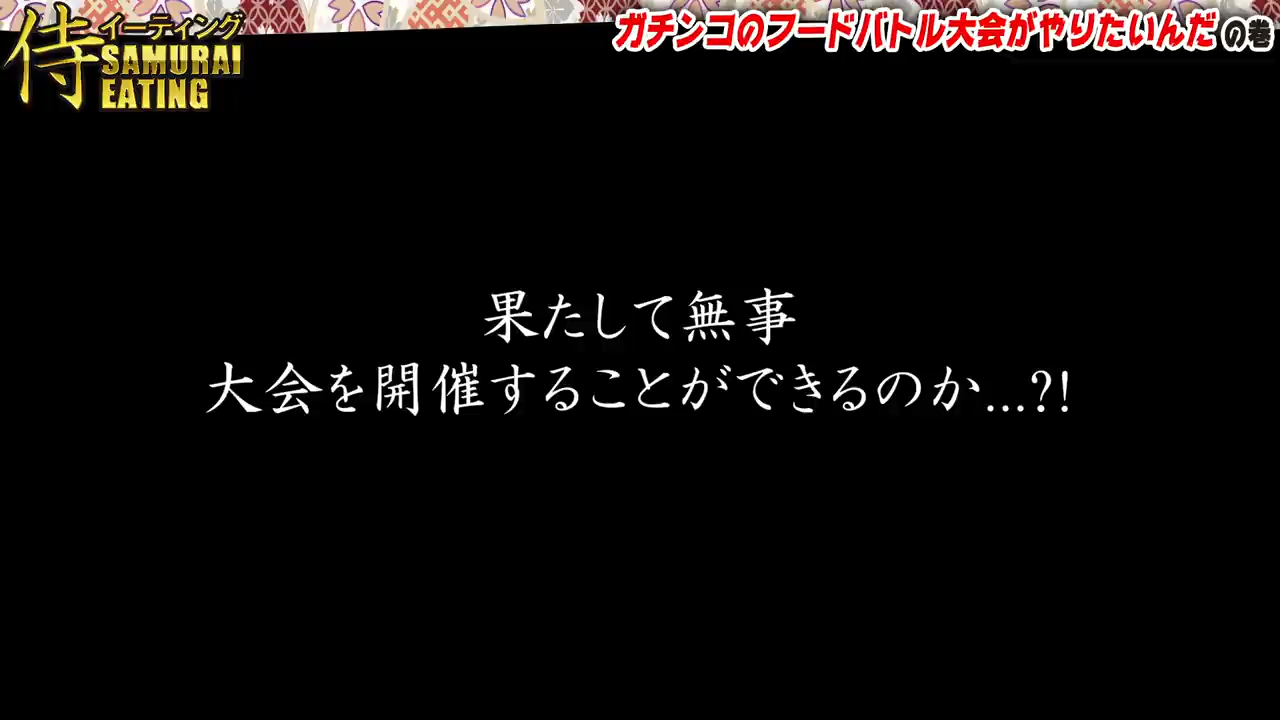 侍イーティング
SAMURAI
EATING
ガチンコのフードバトル大会がやりたいんだの巻
果たして無事
大会を開催することができるのか...?!